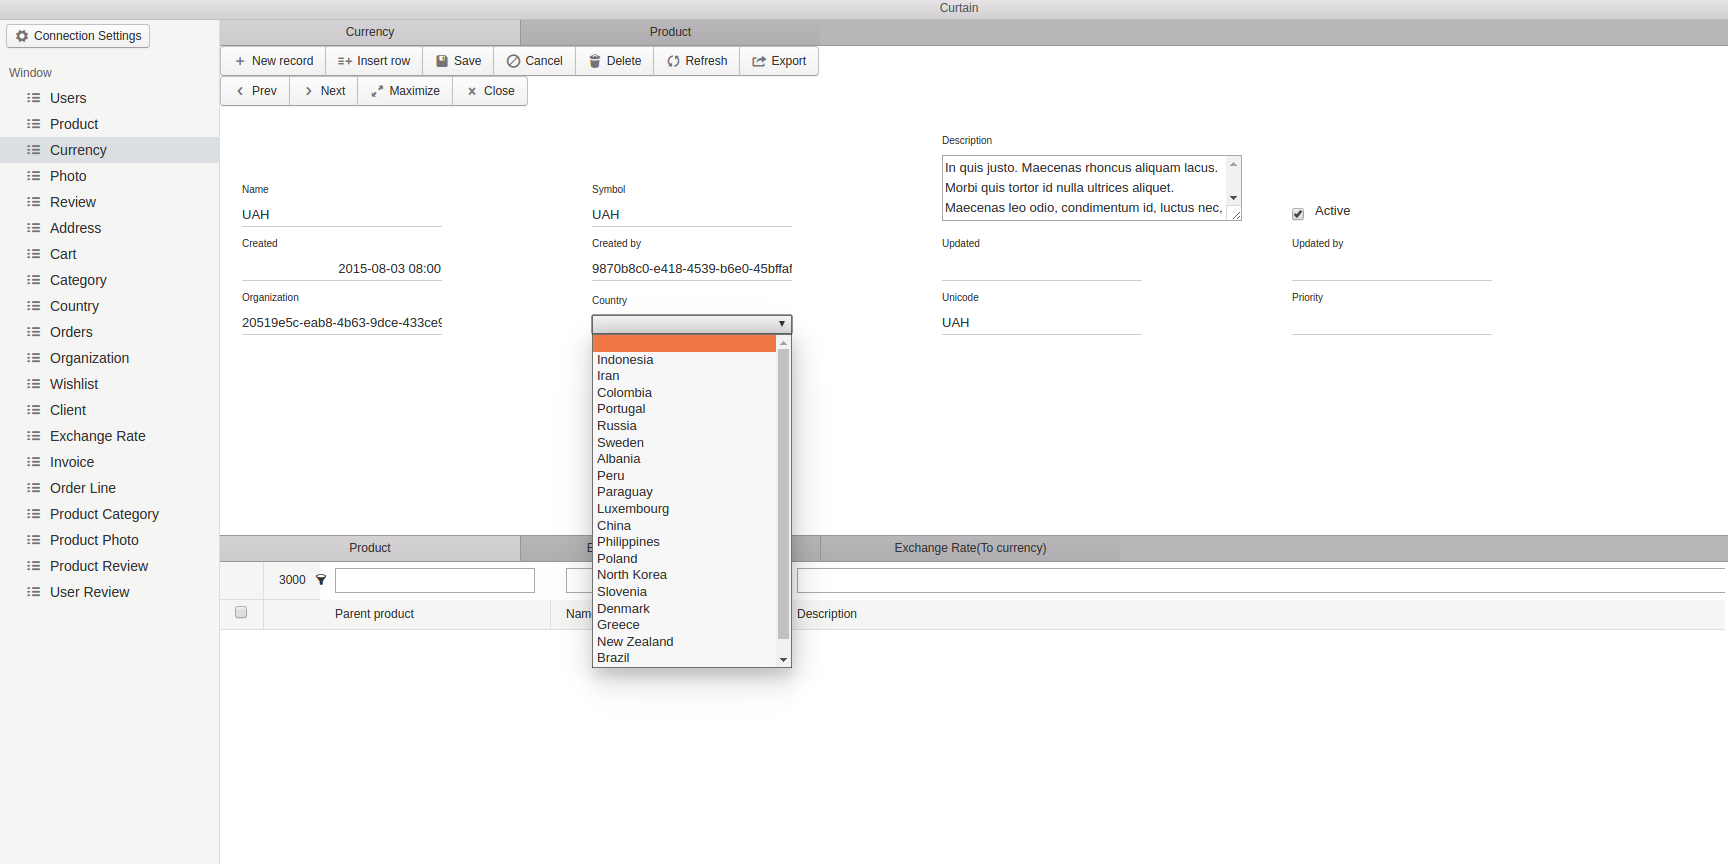 Curtain
Connection Settings
Window
Users
Product
Currency
Photo
Review
Address
Cart
Category
Country
Orders
Organization
Wishlist
Client
Exchange Rate
Invoice
Order Line
Product Category
Product Photo
Product Review
User Review
Currency Product
New record Insert row Save Cancel Delete Refresh Export
Prev Next Maximize Close
Name
UAH
Symbol
UAH
Description
In quis justo. Maecenas rhoncus aliquam lacus.
Morbi quis tortor id nulla ultrices aliquet.
Maecenas leo odio, condimentum id, luctus nec,
Active
Created
2015-08-03 08:00
Created by
9870b8c0-e418-4539-b6e0-45bffaf
Updated
Updated by
Organization
20519e5c-eab8-4b63-9dce-433ce9
Country
Unicode
UAH
Priority
Indonesia
Iran
Colombia
Portugal
Russia
Sweden
Albania
Peru
Paraguay
Luxembourg
China
Philippines
Poland
North Korea
Slovenia
Denmark
Greece
New Zealand
Brazil
Product Exchange Rate(To currency)
3000
Parent product Description